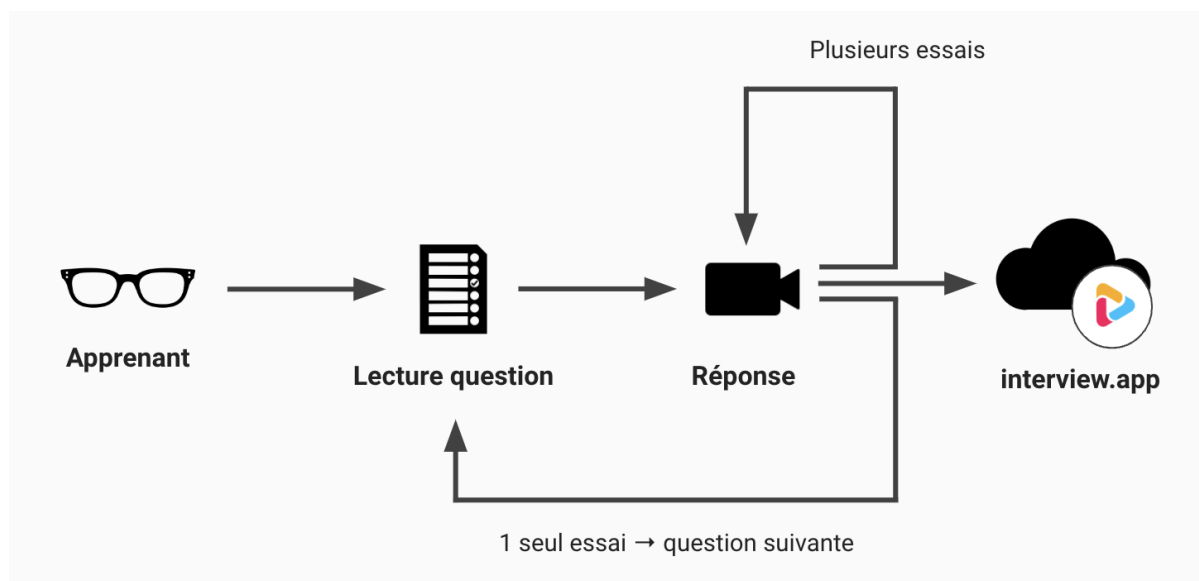 Plusieurs essais
Apprenant
Lecture question
Réponse
interview.app
1 seul essai → question suivante